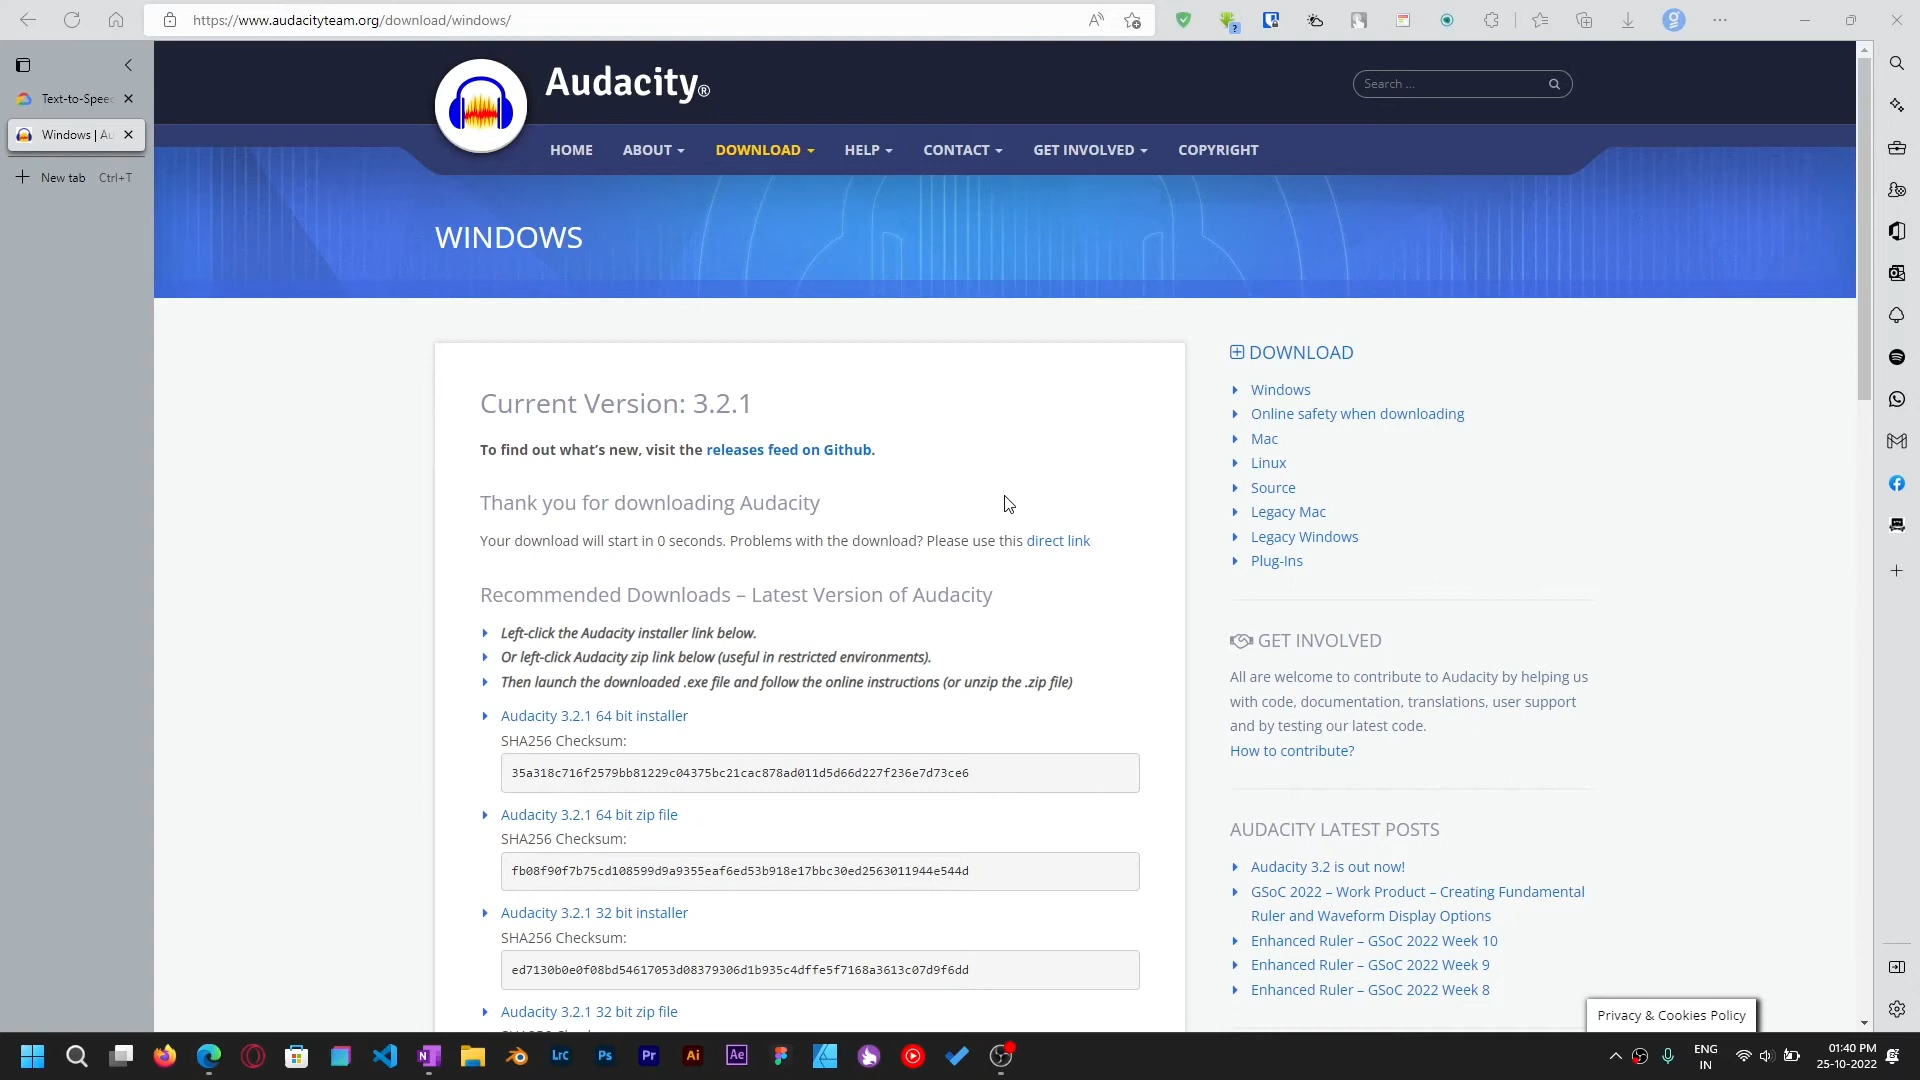 https://www.audacityteam.org/download/windows/
Text-to-Speec
Windows | Au
New tab Ctrl+T
Audacity®
Search ...
HOME ABOUT DOWNLOAD HELP CONTACT GET INVOLVED COPYRIGHT
WINDOWS
Current Version: 3.2.1
To find out what's new, visit the releases feed on Github.
Thank you for downloading Audacity
Your download will start in 0 seconds. Problems with the download? Please use this direct link
Recommended Downloads – Latest Version of Audacity
Left-click the Audacity installer link below.
Or left-click Audacity zip link below (useful in restricted environments).
Then launch the downloaded .exe file and follow the online instructions (or unzip the .zip file)
Audacity 3.2.1 64 bit installer
SHA256 Checksum:
35a318c716f2579bb81229c04375bc21cac878ad011d5d66d227f236e7d73ce6
Audacity 3.2.1 64 bit zip file
SHA256 Checksum:
fb08f90f7b75cd108599d9a9355eaf6ed53b918e17bbc30ed2563011944e544d
Audacity 3.2.1 32 bit installer
SHA256 Checksum:
ed7130b0e0f08bd54617053d08379306d1b935c4dffe5f7168a3613c07d9f6dd
Audacity 3.2.1 32 bit zip file
DOWNLOAD
Windows
Online safety when downloading
Mac
Linux
Source
Legacy Mac
Legacy Windows
Plug-Ins
GET INVOLVED
All are welcome to contribute to Audacity by helping us
with code, documentation, translations, user support
and by testing our latest code.
How to contribute?
AUDACITY LATEST POSTS
Audacity 3.2 is out now!
GSoC 2022 – Work Product – Creating Fundamental
Ruler and Waveform Display Options
Enhanced Ruler – GSoC 2022 Week 10
Enhanced Ruler – GSoC 2022 Week 9
Enhanced Ruler – GSoC 2022 Week 8
Privacy & Cookies Policy
Lrc Ps Pr Ai Ae
ENG
IN
01:40 PM
25-10-2022